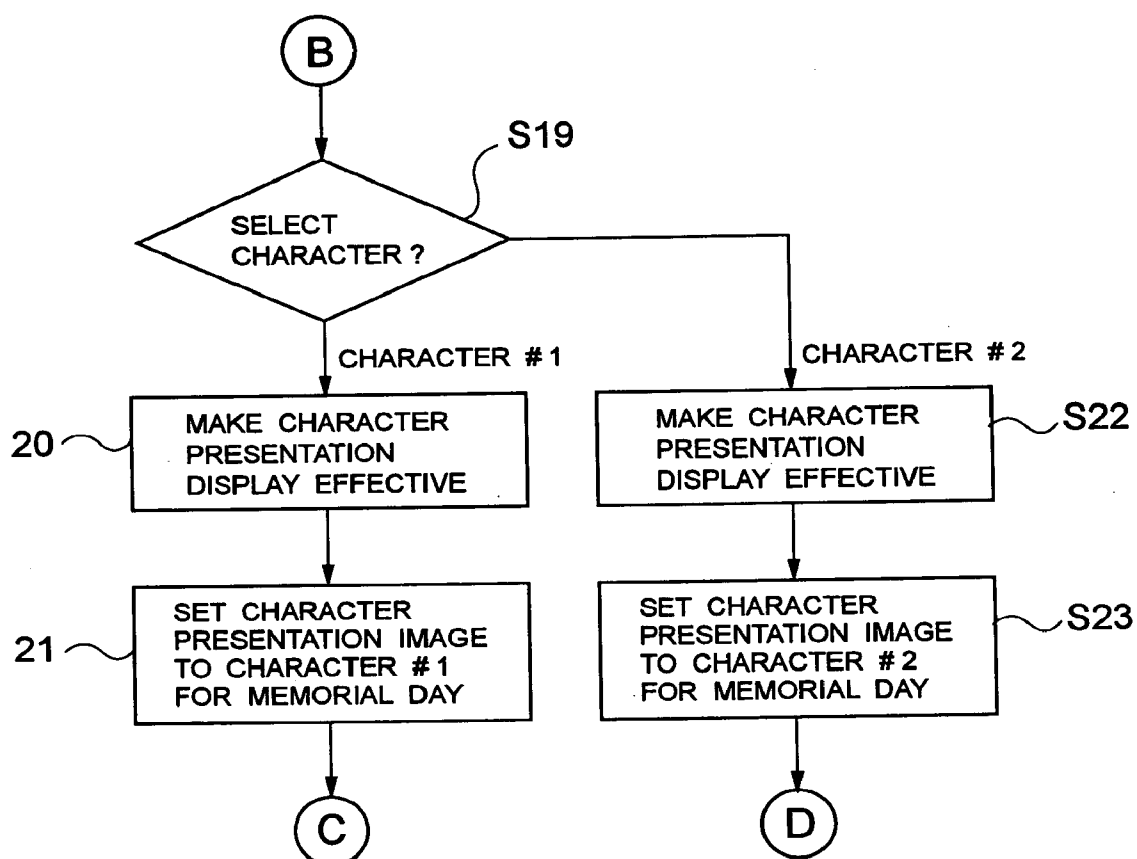 B
S19
SELECT
CHARACTER ?
CHARACTER #1
CHARACTER #2
20
MAKE CHARACTER
PRESENTATION
DISPLAY EFFECTIVE
MAKE CHARACTER
PRESENTATION
DISPLAY EFFECTIVE
S22
21
SET CHARACTER
PRESENTATION IMAGE
TO CHARACTER #1
FOR MEMORIAL DAY
SET CHARACTER
PRESENTATION IMAGE
TO CHARACTER #2
FOR MEMORIAL DAY
S23
C
D